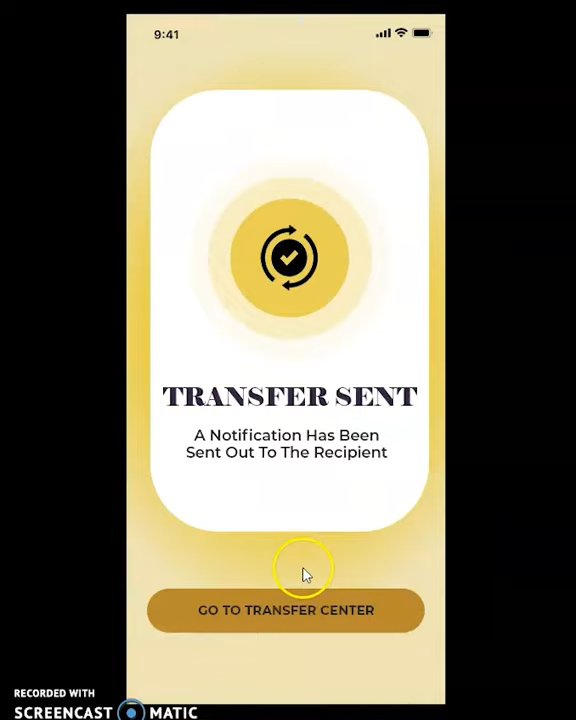 9:41
TRANSFER SENT
A Notification Has Been
Sent Out To The Recipient
GO TO TRANSFER CENTER
RECORDED WITH
SCREENCAST MATIC